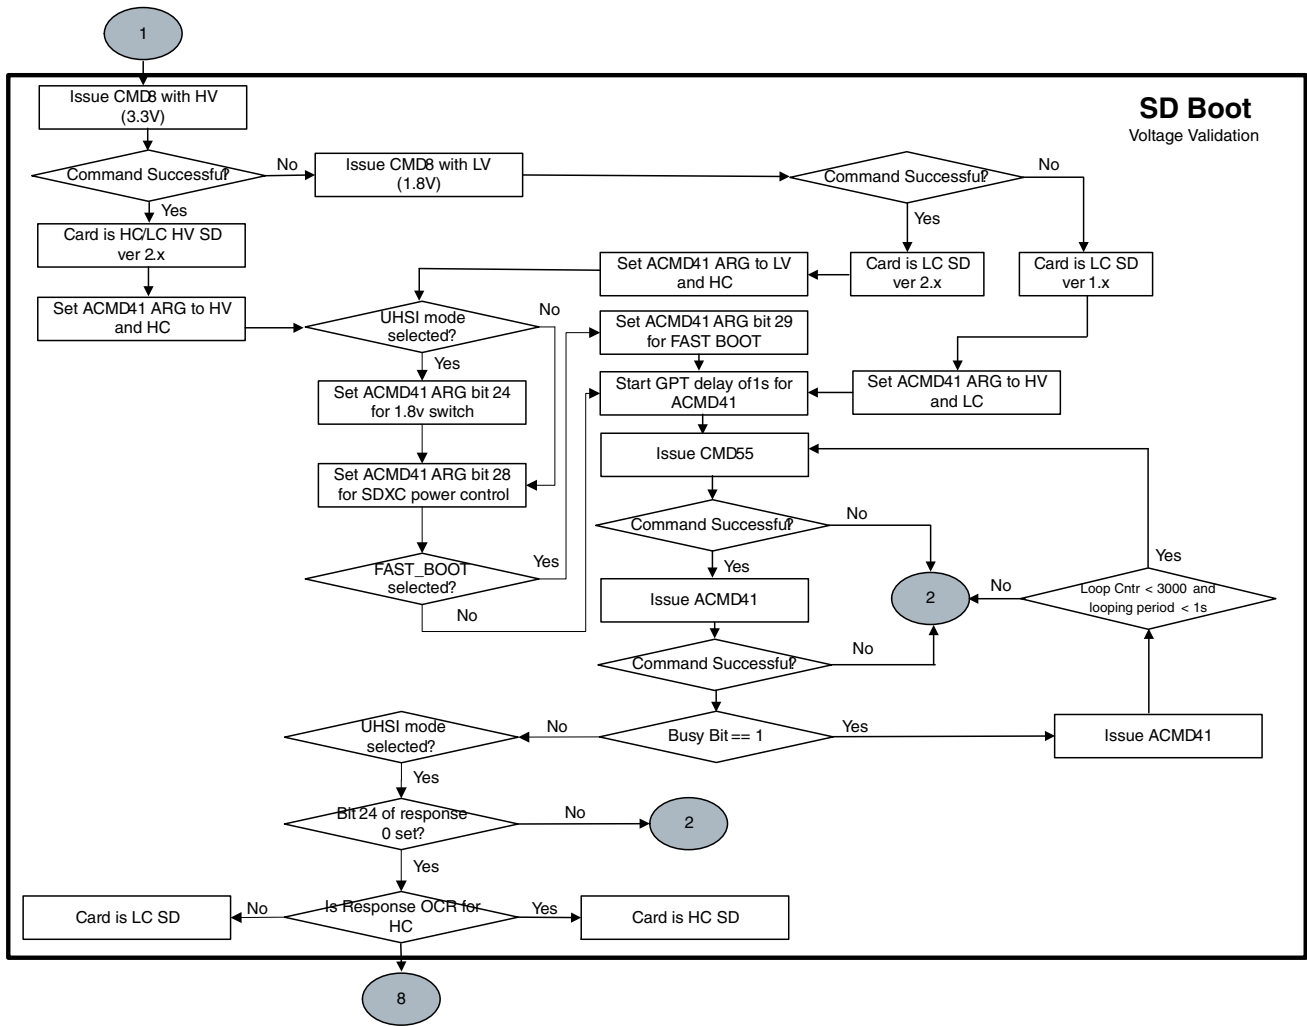 1
SD Boot
Voltage Validation
Issue CMD8 with HV
(3.3V)
Command Successful?
No
Issue CMD8 with LV
(1.8V)
Command Successful?
No
Yes
Yes
Card is HC/LC HV SD
ver 2.x
Set ACMD41 ARG to LV
and HC
Card is LC SD
ver 2.x
Card is LC SD
ver 1.x
Set ACMD41 ARG to HV
and HC
UHSI mode
selected?
No
Yes
Set ACMD41 ARG bit 29
for FAST BOOT
Set ACMD41 ARG bit 24
for 1.8v switch
Start GPT delay of1s for
ACMD41
Set ACMD41 ARG to HV
and LC
Issue CMD55
Set ACMD41 ARG bit 28
for SDXC power control
Command Successful?
No
Yes
FAST_BOOT
selected?
Yes
No
Issue ACMD41
2
No
Yes
Loop Cntr < 3000 and
looping period < 1s
Command Successful?
No
UHSI mode
selected?
No
Busy Bit == 1
Yes
Issue ACMD41
Yes
Bit 24 of response
0 set?
No
2
Yes
Card is LC SD
No
Is Response OCR for
HC
Yes
Card is HC SD
8